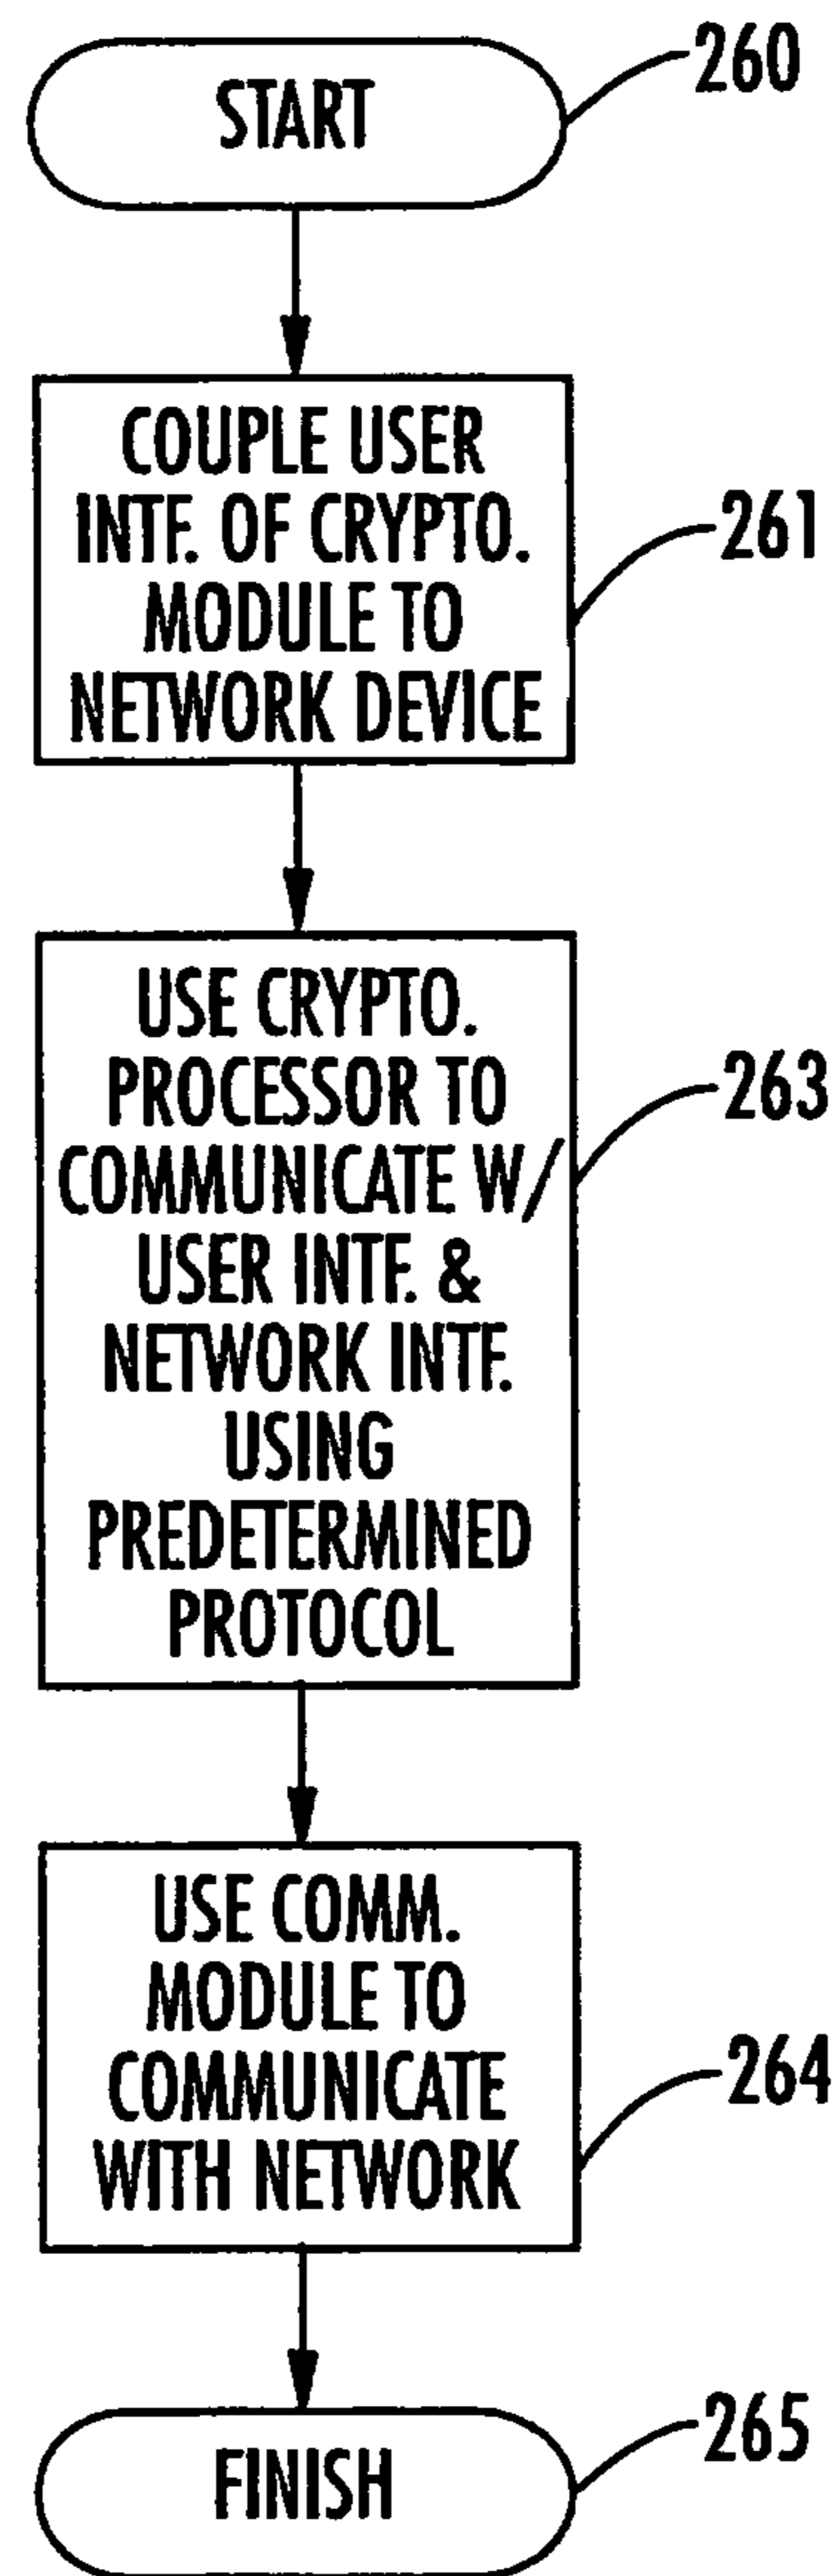 START
260
COUPLE USER
INTF. OF CRYPTO.
MODULE TO
NETWORK DEVICE
261
USE CRYPTO.
PROCESSOR TO
COMMUNICATE W/
USER INTF. &
NETWORK INTF.
USING
PREDETERMINED
PROTOCOL
263
USE COMM.
MODULE TO
COMMUNICATE
WITH NETWORK
264
FINISH
265